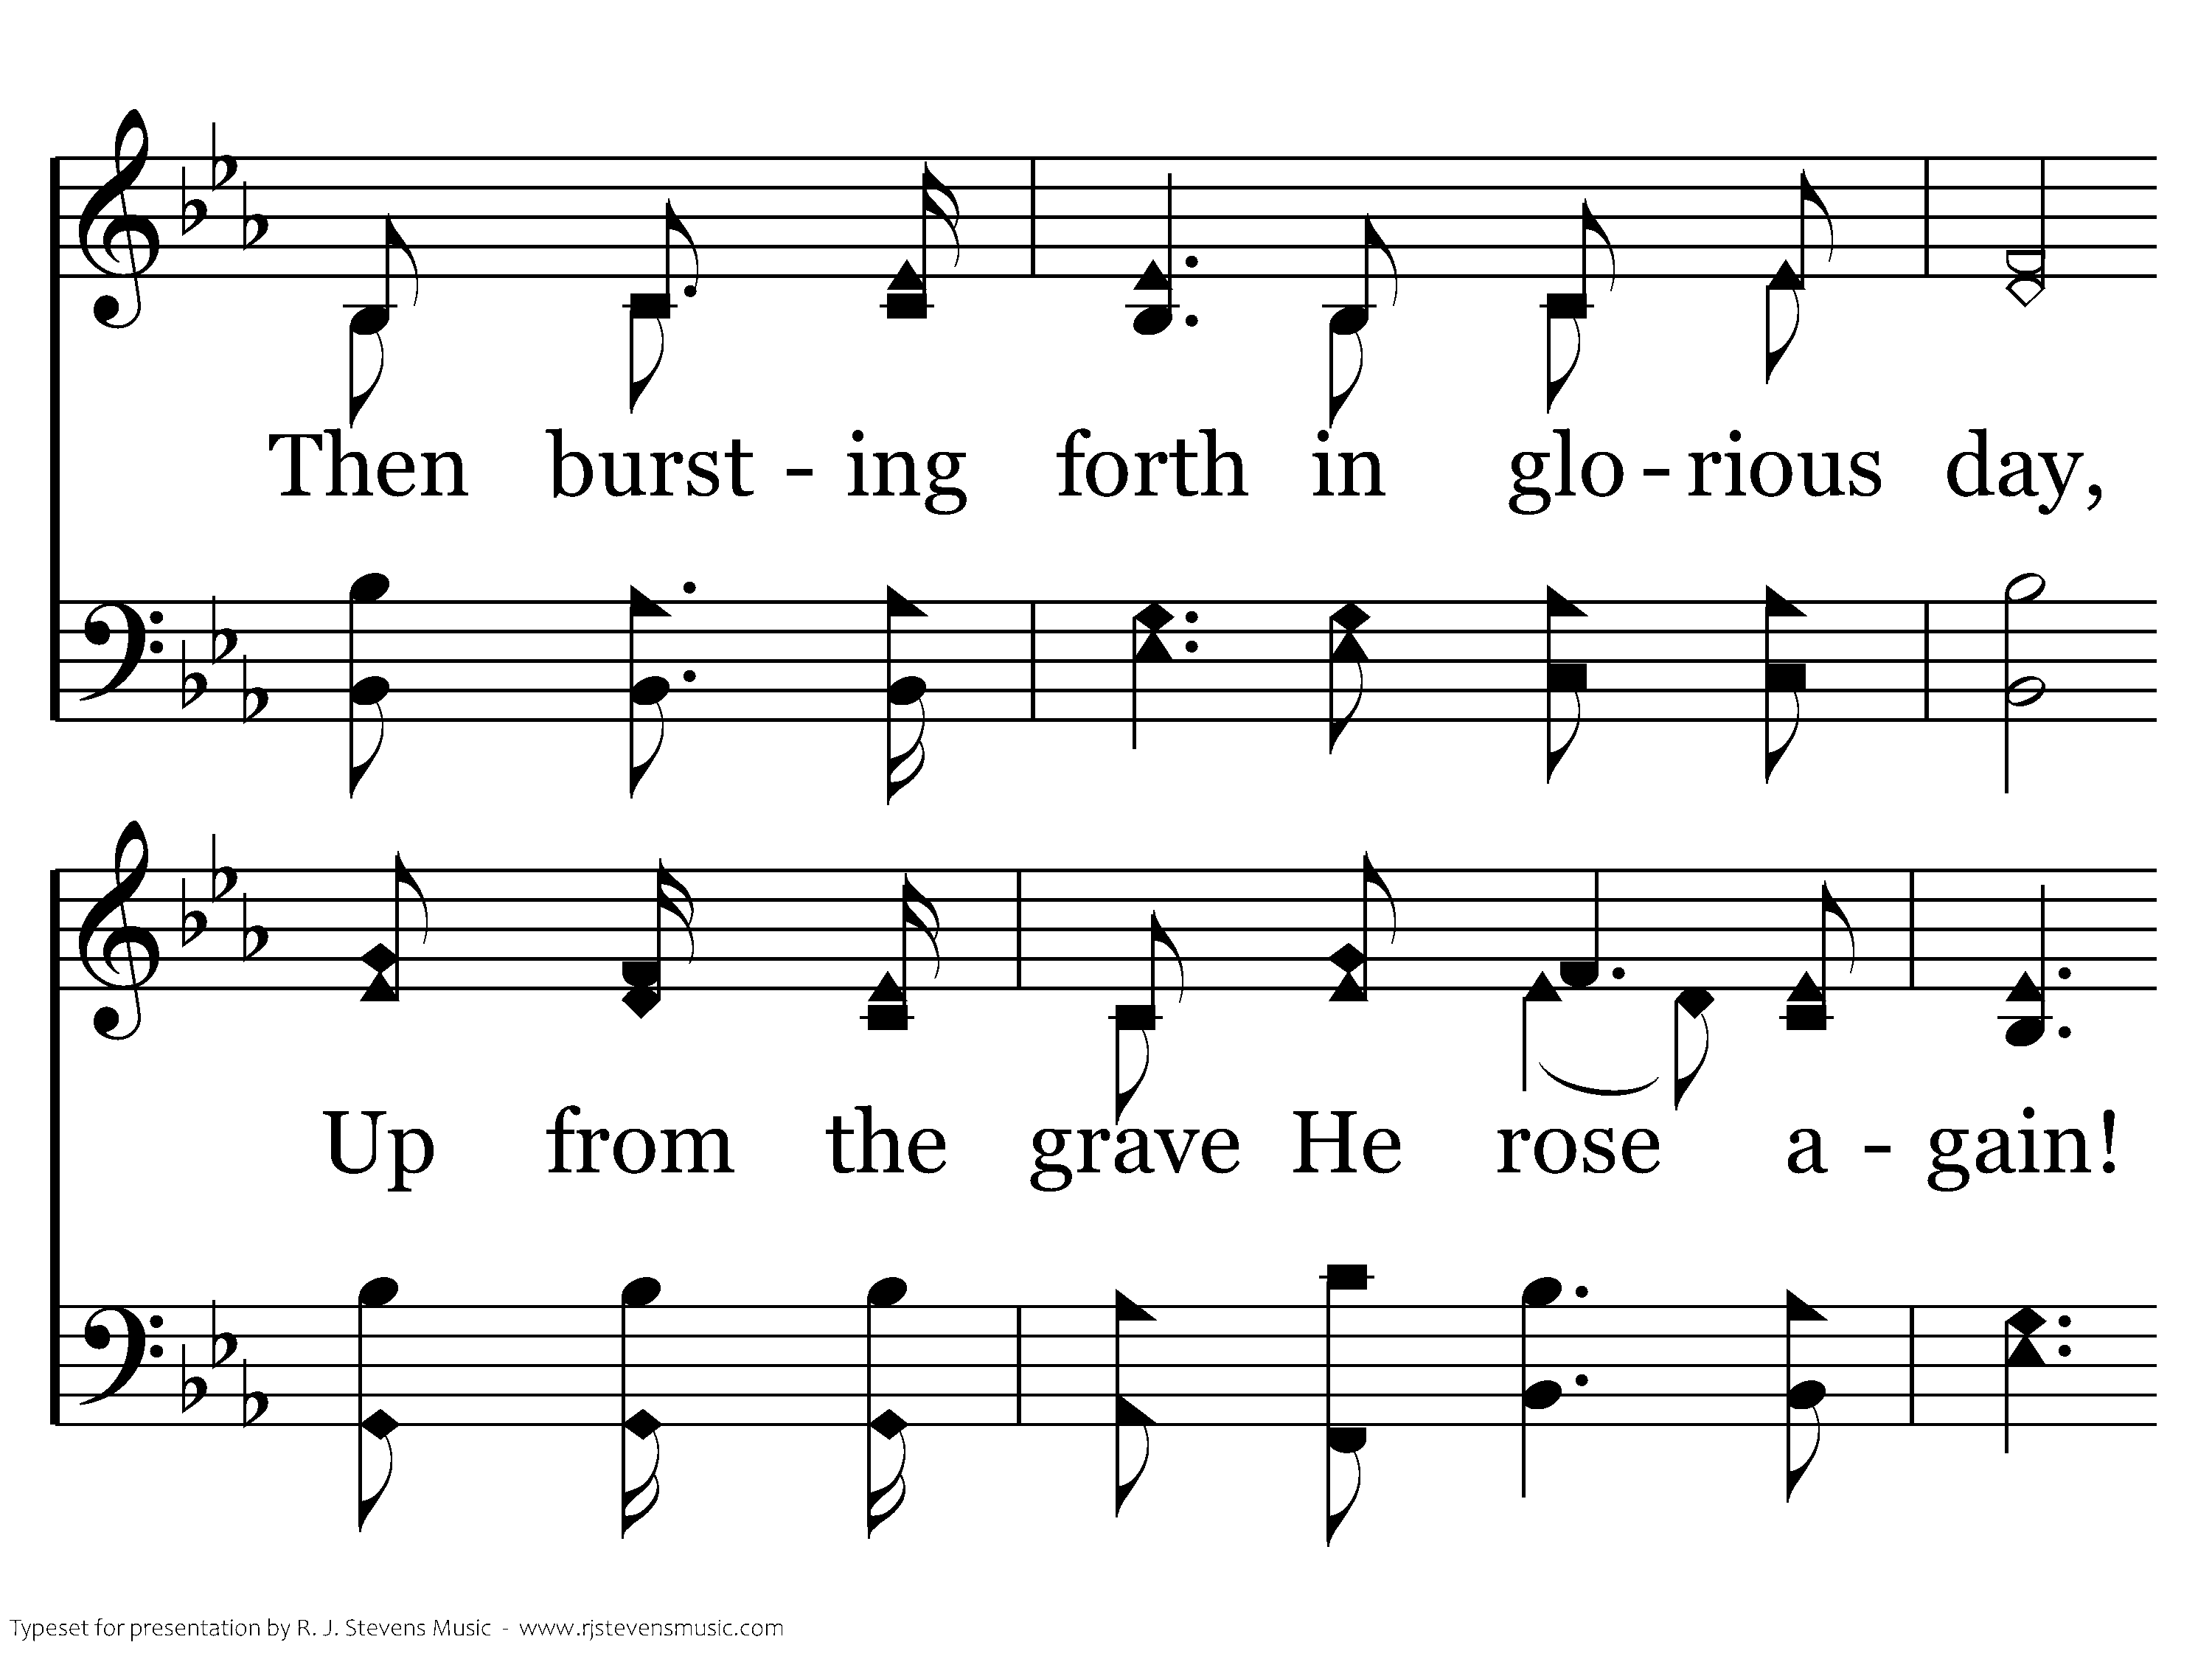 Then burst - ing forth in glo - rious day,
Up from the grave He rose a - gain!
Typeset for presentation by R. J. Stevens Music - www.rjstevensmusic.com